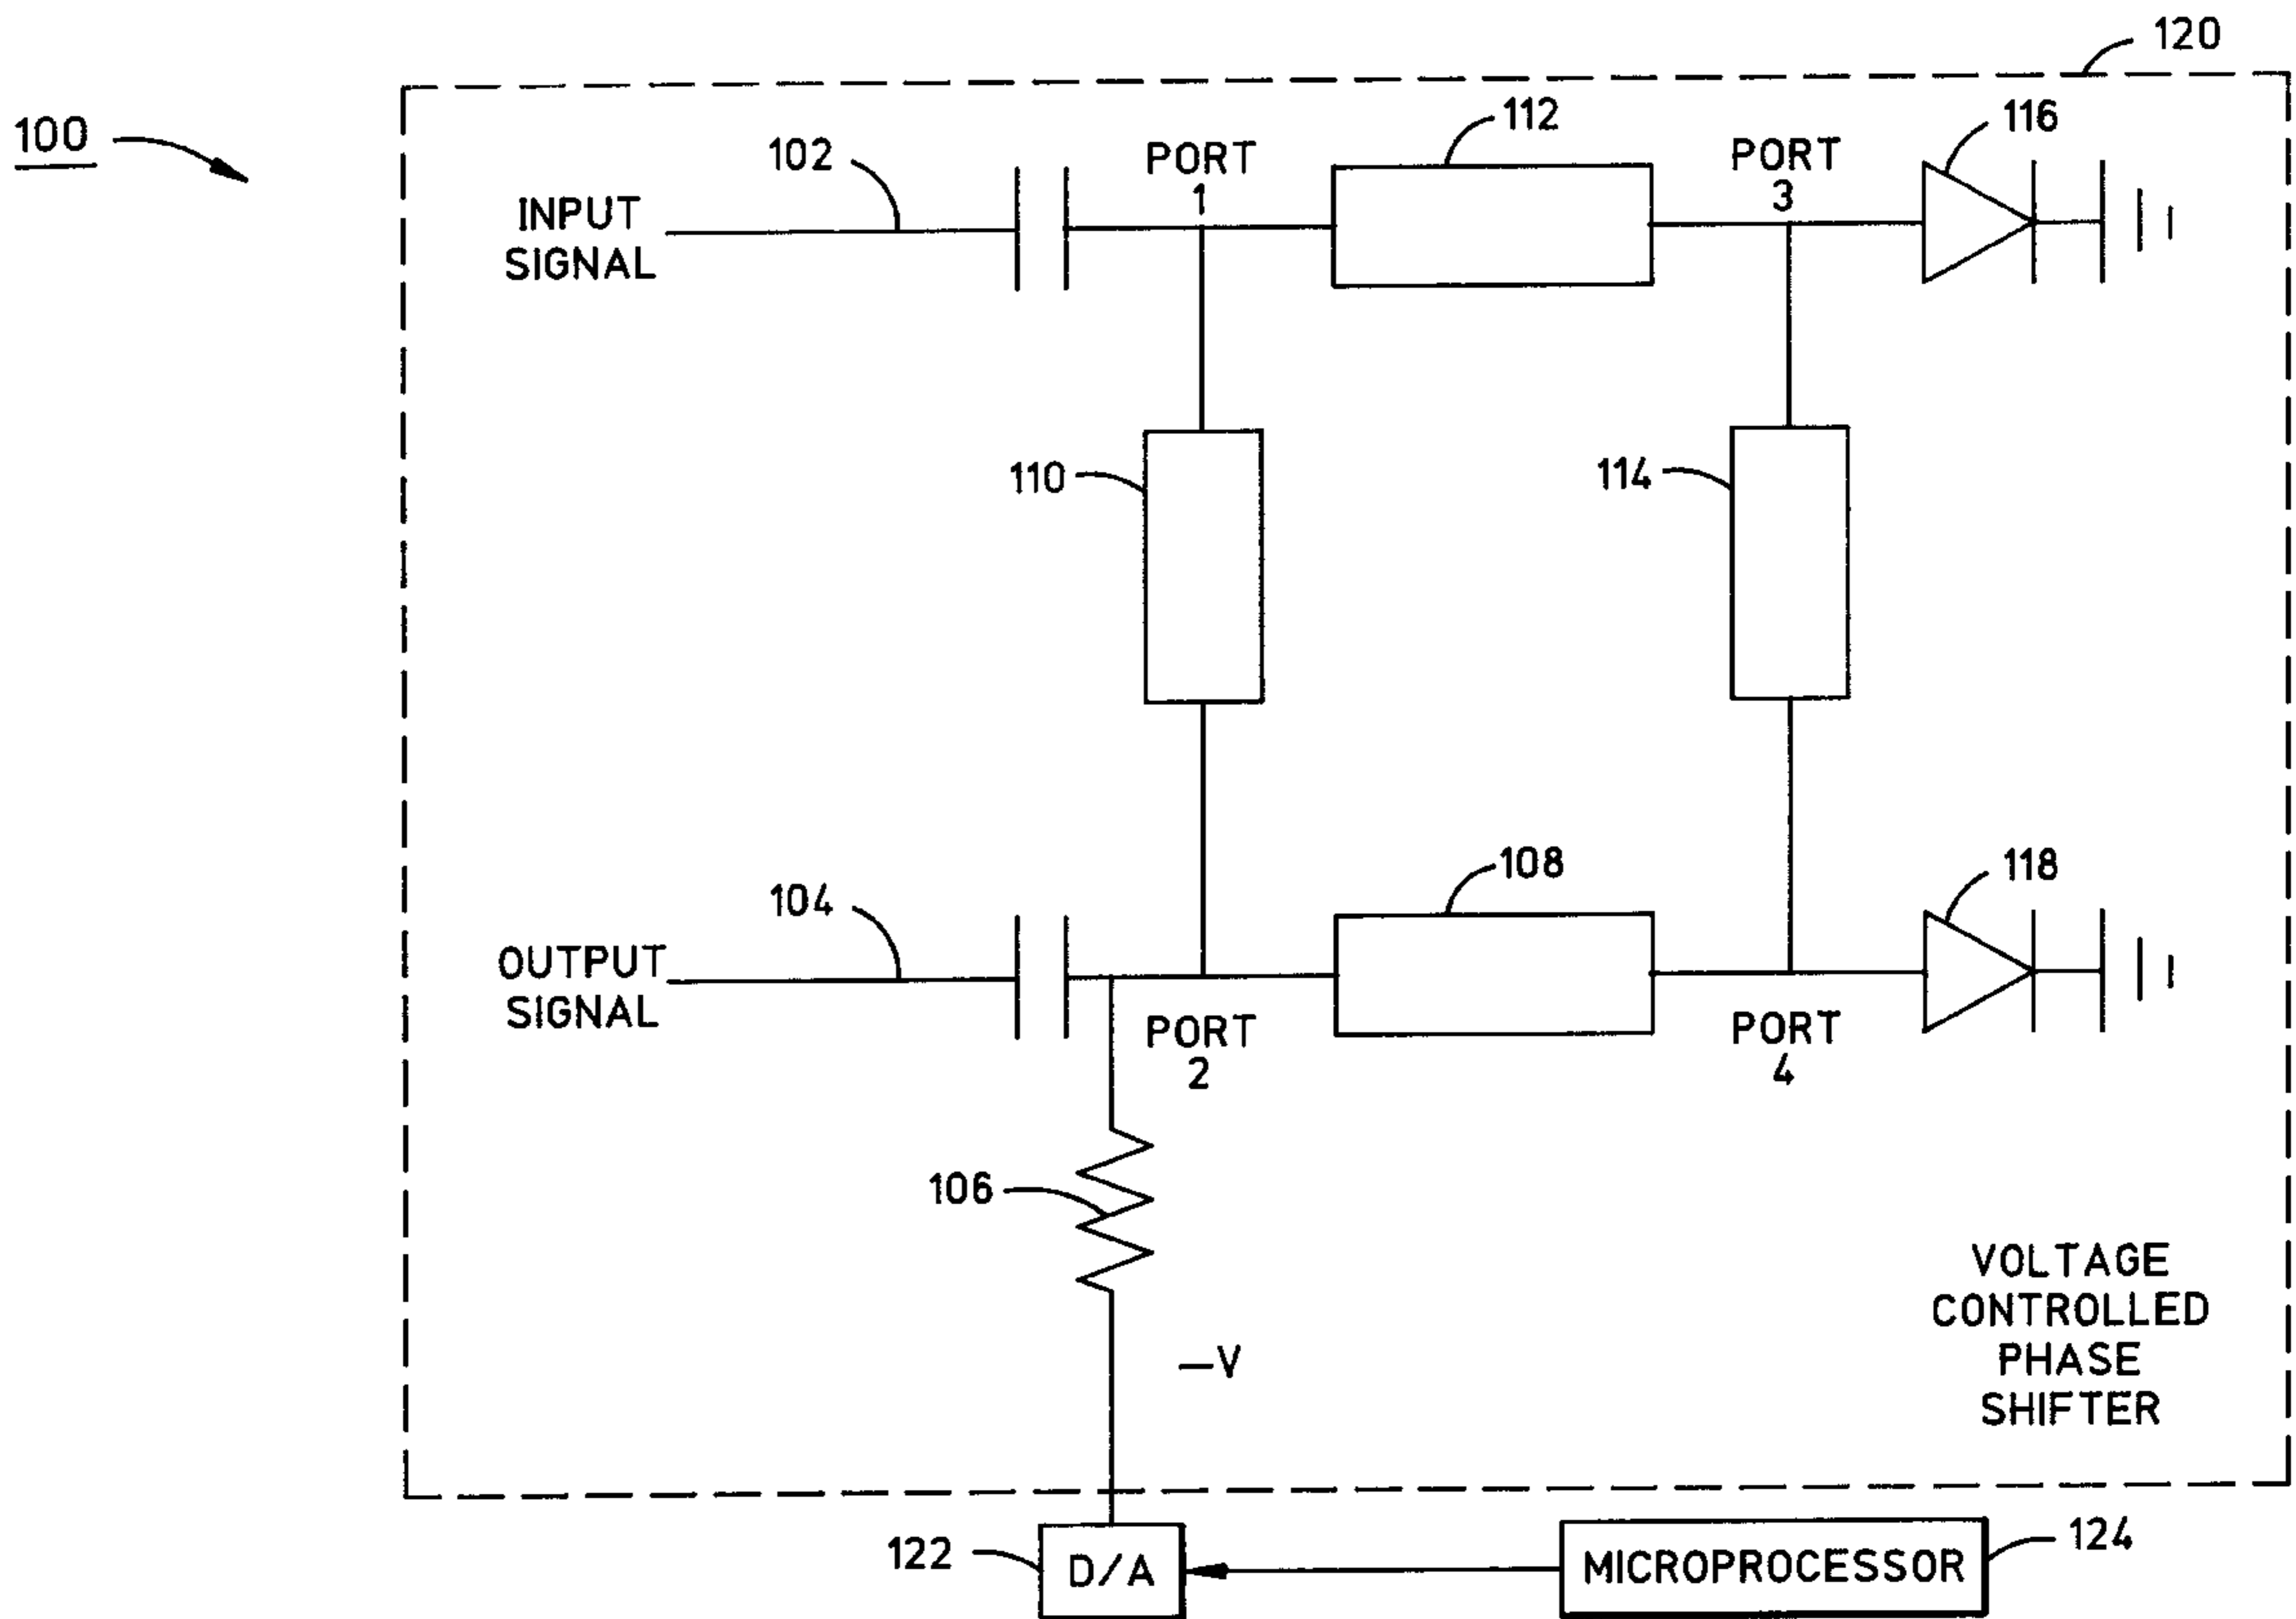 120
100
112
116
102
PORT
1
PORT
3
INPUT
SIGNAL
110
114
108
118
104
OUTPUT
SIGNAL
PORT
2
PORT
4
106
VOLTAGE
CONTROLLED
PHASE
SHIFTER
—V
122
D/A
MICROPROCESSOR
124